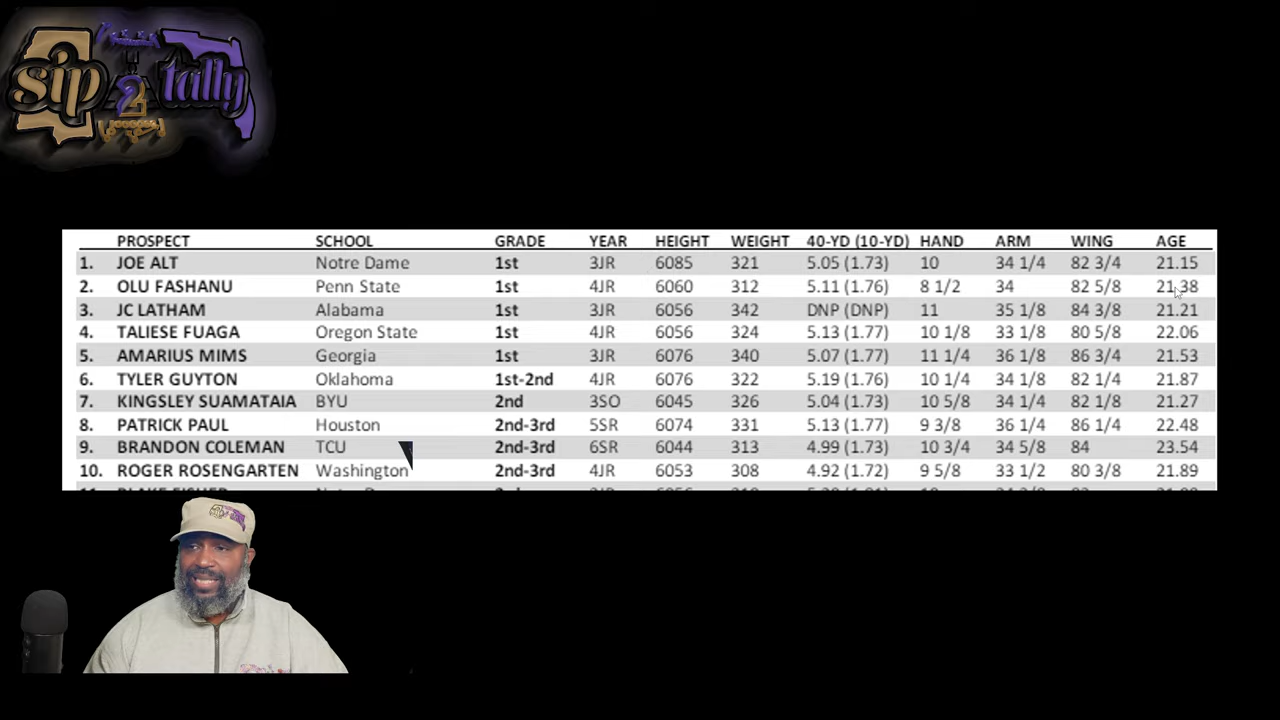 sip 2 tally
PROSPECT SCHOOL GRADE YEAR HEIGHT WEIGHT 40-YD (10-YD) HAND ARM WING AGE
1. JOE ALT Notre Dame 1st 3JR 6085 321 5.05 (1.73) 10 34 1/4 82 3/4 21.15
2. OLU FASHANU Penn State 1st 4JR 6060 312 5.11 (1.76) 8 1/2 34 82 5/8 21.38
3. JC LATHAM Alabama 1st 3JR 6056 342 DNP (DNP) 11 35 1/8 84 3/8 21.21
4. TALIESE FUAGA Oregon State 1st 4JR 6056 324 5.13 (1.77) 10 1/8 33 1/8 80 5/8 22.06
5. AMARIUS MIMS Georgia 1st 3JR 6076 340 5.07 (1.77) 11 1/4 36 1/8 86 3/4 21.53
6. TYLER GUYTON Oklahoma 1st-2nd 4JR 6076 322 5.19 (1.76) 10 1/4 34 1/8 82 1/4 21.87
7. KINGSLEY SUAMATAIA BYU 2nd 3SO 6045 326 5.04 (1.73) 10 5/8 34 1/4 82 1/8 21.27
8. PATRICK PAUL Houston 2nd-3rd 5SR 6074 331 5.13 (1.77) 9 3/8 36 1/4 86 1/4 22.48
9. BRANDON COLEMAN TCU 2nd-3rd 6SR 6044 313 4.99 (1.73) 10 3/4 34 5/8 84 23.54
10. ROGER ROSENGARTEN Washington 2nd-3rd 4JR 6053 308 4.92 (1.72) 9 5/8 33 1/2 80 3/8 21.89